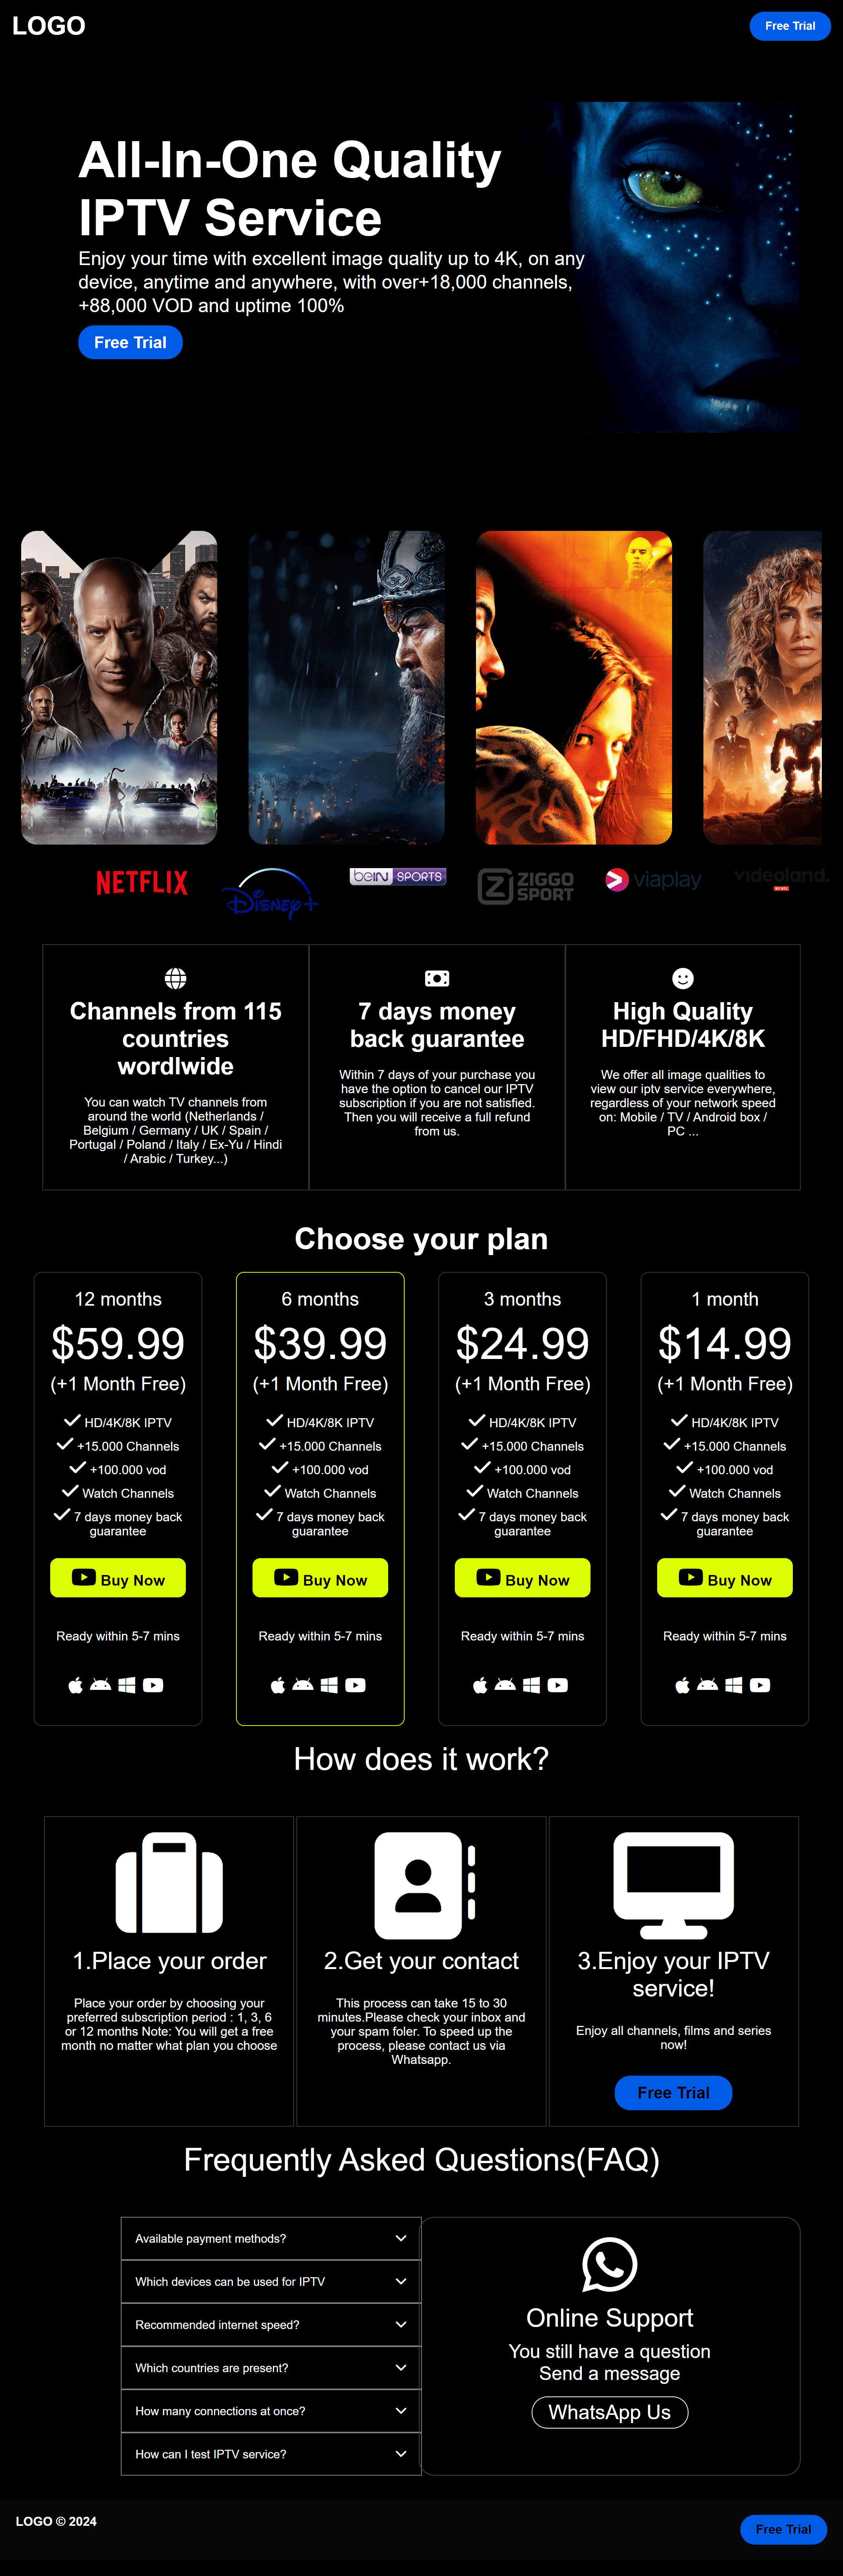 LOGO
Free Trial
All-In-One Quality
IPTV Service
Enjoy your time with excellent image quality up to 4K, on any
device, anytime and anywhere, with over+18,000 channels,
+88,000 VOD and uptime 100%
Free Trial
NETFLIX
Disney+
beIN SPORTS
ZIGGO
SPORT
viaplay
videoland.
Channels from 115
countries
wordlwide
You can watch TV channels from
around the world (Netherlands /
Belgium / Germany / UK / Spain /
Portugal / Poland / Italy / Ex-Yu / Hindi
/ Arabic / Turkey...)
7 days money
back guarantee
Within 7 days of your purchase you
have the option to cancel our IPTV
subscription if you are not satisfied.
Then you will receive a full refund
from us.
High Quality
HD/FHD/4K/8K
We offer all image qualities to
view our iptv service everywhere,
regardless of your network speed
on: Mobile / TV / Android box /
PC ...
Choose your plan
12 months
$59.99
(+1 Month Free)
HD/4K/8K IPTV
+15.000 Channels
+100.000 vod
Watch Channels
7 days money back
guarantee
Buy Now
Ready within 5-7 mins
6 months
$39.99
(+1 Month Free)
HD/4K/8K IPTV
+15.000 Channels
+100.000 vod
Watch Channels
7 days money back
guarantee
Buy Now
Ready within 5-7 mins
3 months
$24.99
(+1 Month Free)
HD/4K/8K IPTV
+15.000 Channels
+100.000 vod
Watch Channels
7 days money back
guarantee
Buy Now
Ready within 5-7 mins
1 month
$14.99
(+1 Month Free)
HD/4K/8K IPTV
+15.000 Channels
+100.000 vod
Watch Channels
7 days money back
guarantee
Buy Now
Ready within 5-7 mins
How does it work?
1.Place your order
Place your order by choosing your
preferred subscription period : 1, 3, 6
or 12 months Note: You will get a free
month no matter what plan you choose
2.Get your contact
This process can take 15 to 30
minutes.Please check your inbox and
your spam foler. To speed up the
process, please contact us via
Whatsapp.
3.Enjoy your IPTV
service!
Enjoy all channels, films and series
now!
Free Trial
Frequently Asked Questions(FAQ)
Available payment methods?
Which devices can be used for IPTV
Recommended internet speed?
Which countries are present?
How many connections at once?
How can I test IPTV service?
Online Support
You still have a question
Send a message
WhatsApp Us
LOGO © 2024
Free Trial